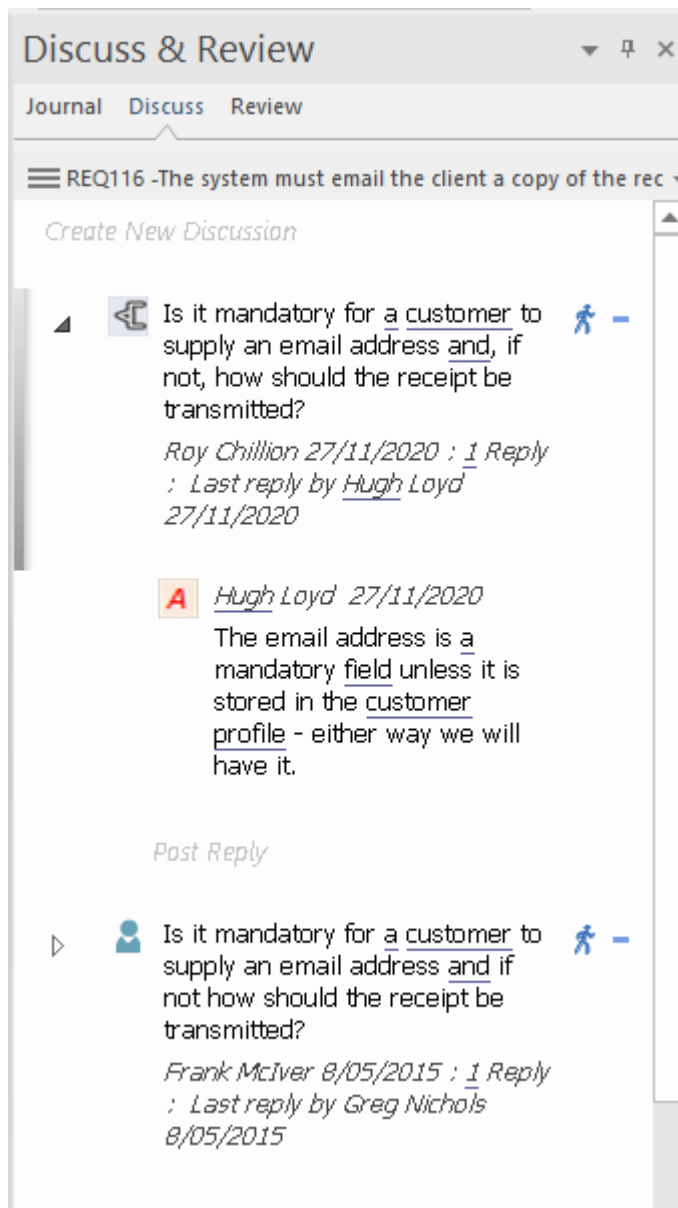 Discuss & Review
Journal Discuss Review
REQ116 -The system must email the client a copy of the rec
Create New Discussion
Is it mandatory for a customer to
supply an email address and, if
not, how should the receipt be
transmitted?
Roy Chillion 27/11/2020 : 1 Reply
: Last reply by Hugh Loyd
27/11/2020
A Hugh Loyd 27/11/2020
The email address is a
mandatory field unless it is
stored in the customer
profile - either way we will
have it.
Post Reply
Is it mandatory for a customer to
supply an email address and if
not how should the receipt be
transmitted?
Frank McIver 8/05/2015 : 1 Reply
: Last reply by Greg Nichols
8/05/2015